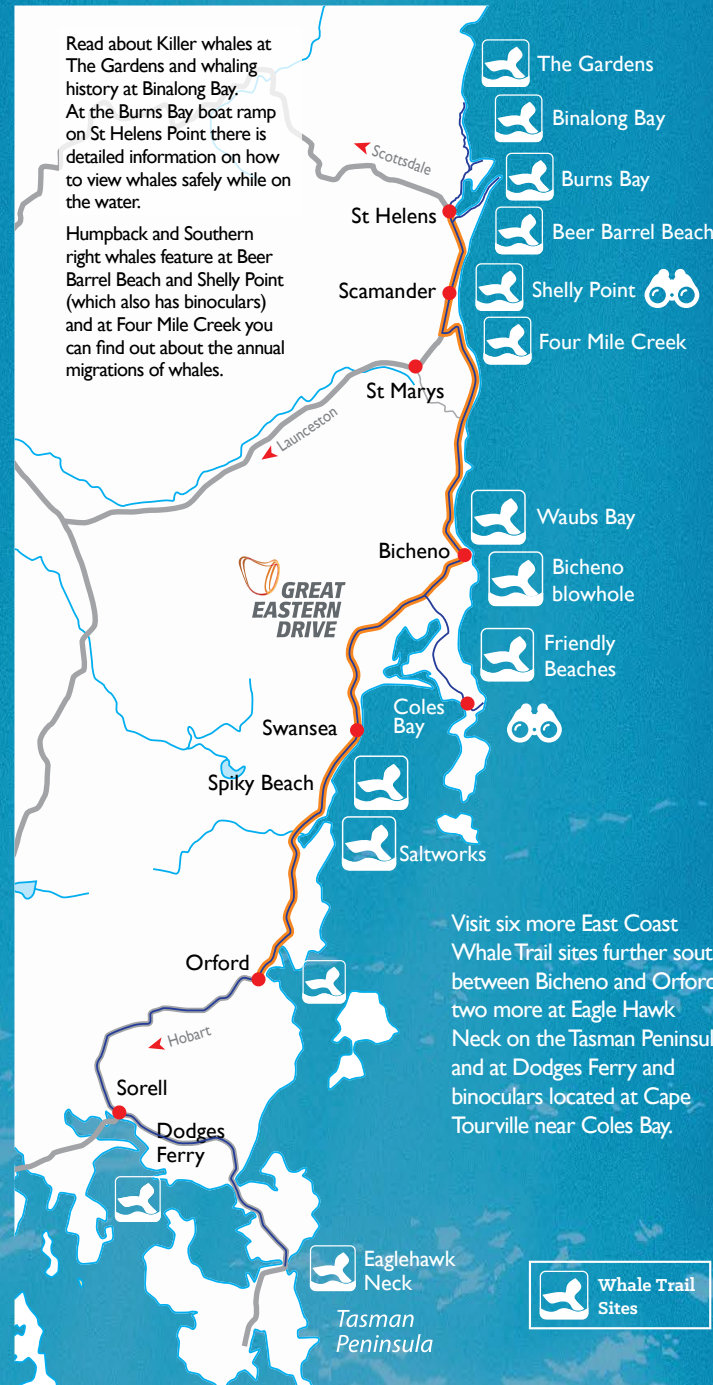 Read about Killer whales at
The Gardens and whaling
history at Binalong Bay.
At the Burns Bay boat ramp
on St Helens Point there is
detailed information on how
to view whales safely while on
the water.
Humpback and Southern
right whales feature at Beer
Barrel Beach and Shelly Point
(which also has binoculars)
and at Four Mile Creek you
can find out about the annual
migrations of whales.
The Gardens
Binalong Bay
Scottsdale
Burns Bay
St Helens
Beer Barrel Beach
Scamander
Shelly Point
Four Mile Creek
St Marys
Launceston
Waubs Bay
Bicheno
Bicheno
blowhole
GREAT
EASTERN
DRIVE
Friendly
Beaches
Coles
Bay
Swansea
Spiky Beach
Saltworks
Visit six more East Coast
Whale Trail sites further sout
between Bicheno and Orford
two more at Eagle Hawk
Neck on the Tasman Peninsul
and at Dodges Ferry and
binoculars located at Cape
Tourville near Coles Bay.
Orford
Hobart
Sorell
Dodges
Ferry
Eaglehawk
Neck
Tasman
Peninsula
Whale Trail
Sites